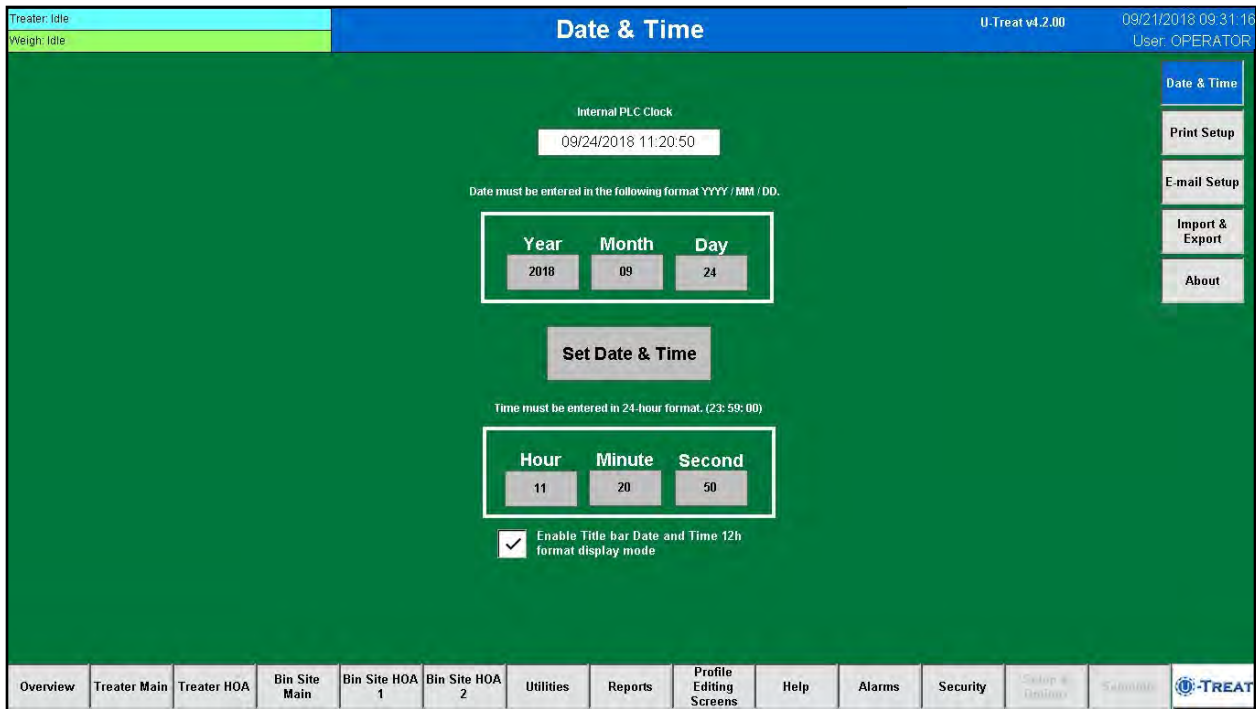 Treater: Idle
Weigh: Idle
Date & Time
U-Treat v4.2.00
09/21/2018 09:31:16
User: OPERATOR
Date & Time
Print Setup
E-mail Setup
Import &
Export
About
Internal PLC Clock
09/24/2018 11:20:50
Date must be entered in the following format YYYY / MM / DD.
Year Month Day
2018 09 24
Set Date & Time
Time must be entered in 24-hour format. (23: 59: 00)
Hour Minute Second
11 20 50
Enable Title bar Date and Time 12h
format display mode
Overview
Treater Main
Treater HOA
Bin Site
Main
Bin Site HOA
1
Bin Site HOA
2
Utilities
Reports
Profile
Editing
Screens
Help
Alarms
Security
Setup &
U-TREAT